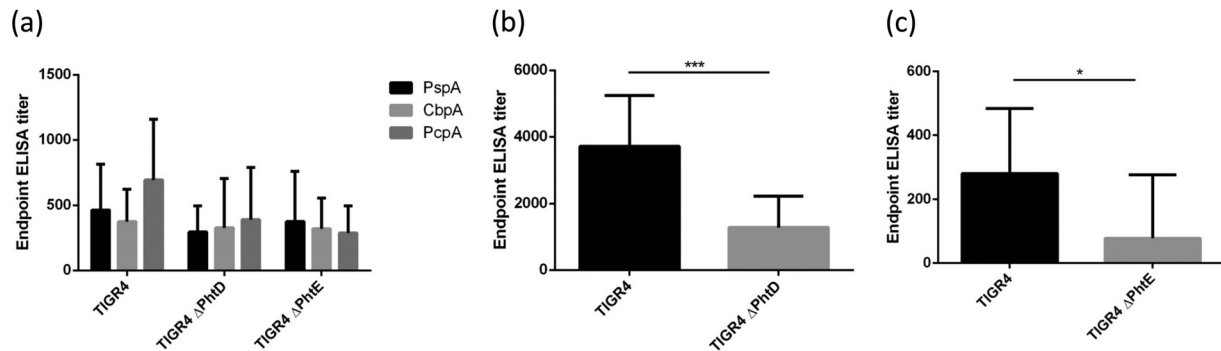 (a)
Endpoint ELISA titer
1500
1000
500
0
TIGR4
TIGR4 ΔPhtD
TIGR4 ΔPhtE
PspA
CbpA
PcpA
(b)
***
Endpoint ELISA titer
6000
4000
2000
0
TIGR4
TIGR4 ΔPhtD
(c)
*
Endpoint ELISA titer
600
400
200
0
TIGR4
TIGR4 ΔPhtE